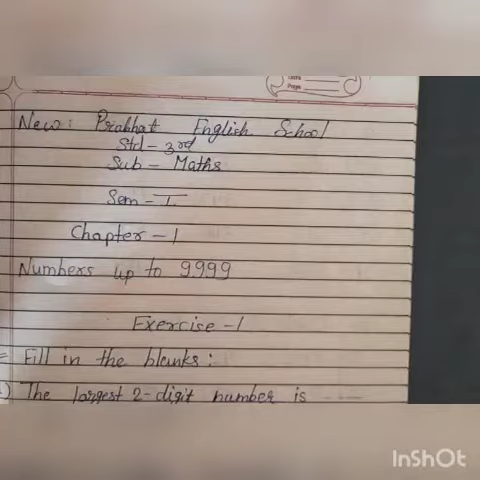 Page
New: Prabhat English School
Std - 3rd
Sub - Maths
Sem - I
Chapter - 1
Numbers up to 9999
Exercise - 1
Fill in the blanks :
The largest 2-digit number is
InShOt